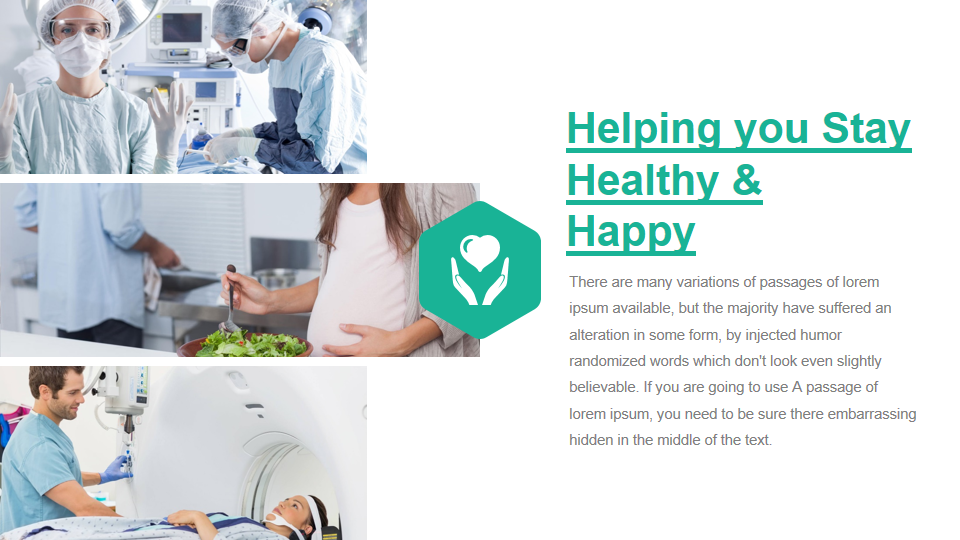 Helping you Stay
Healthy &
Happy
There are many variations of passages of lorem
ipsum available, but the majority have suffered an
alteration in some form, by injected humor
randomized words which don't look even slightly
believable. If you are going to use A passage of
lorem ipsum, you need to be sure there embarrassing
hidden in the middle of the text.